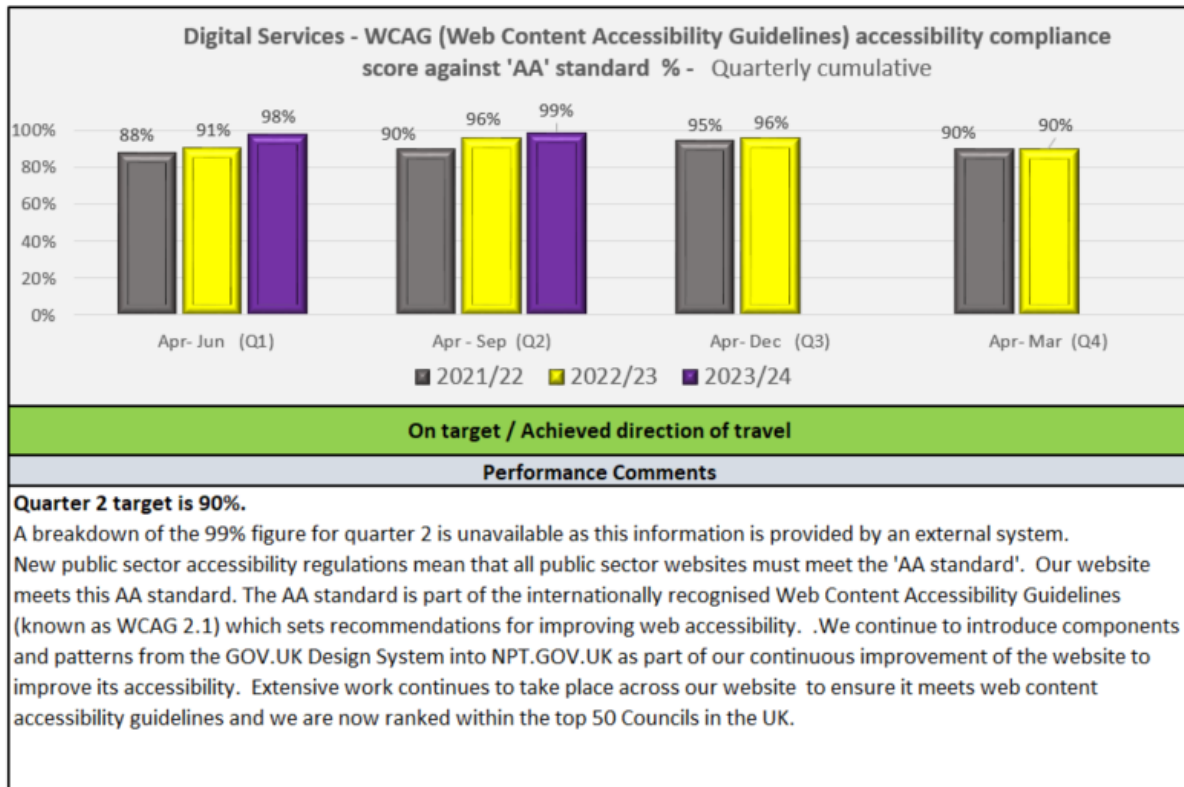 Digital Services - WCAG (Web Content Accessibility Guidelines) accessibility compliance
score against 'AA' standard % - Quarterly cumulative
88% 91% 98% 90% 96% 99% 95% 96% 90% 90%
100%
80%
60%
40%
20%
0%
Apr- Jun (Q1) Apr - Sep (Q2) Apr- Dec (Q3) Apr- Mar (Q4)
2021/22 2022/23 2023/24
On target / Achieved direction of travel
Performance Comments
Quarter 2 target is 90%.
A breakdown of the 99% figure for quarter 2 is unavailable as this information is provided by an external system.
New public sector accessibility regulations mean that all public sector websites must meet the 'AA standard'. Our website
meets this AA standard. The AA standard is part of the internationally recognised Web Content Accessibility Guidelines
(known as WCAG 2.1) which sets recommendations for improving web accessibility. .We continue to introduce components
and patterns from the GOV.UK Design System into NPT.GOV.UK as part of our continuous improvement of the website to
improve its accessibility. Extensive work continues to take place across our website to ensure it meets web content
accessibility guidelines and we are now ranked within the top 50 Councils in the UK.